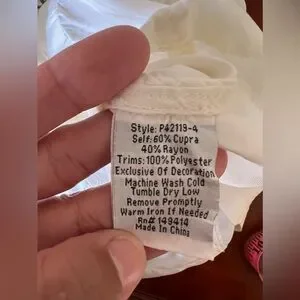 Style: P42119-4
Self: 60% Cupra
40% Rayon
Trims: 100% Polyester
Exclusive Of Decoration
Machine Wash Cold
Tumble Dry Low
Remove Promptly
Warm Iron If Needed
Rn# 149414
Made In China